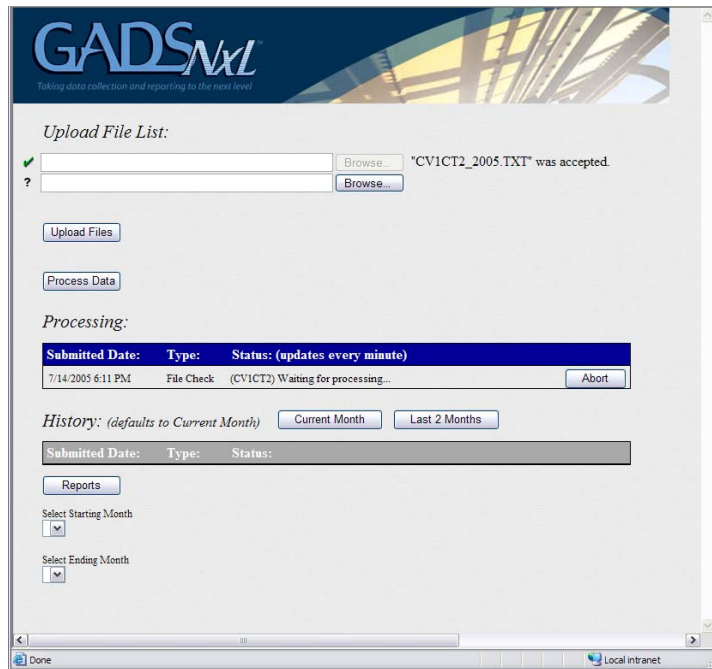 GADSNxL
Taking data collection and reporting to the next level
Upload File List:
Browse... "CV1CT2_2005.TXT" was accepted.
? Browse...
Upload Files
Process Data
Processing:
Submitted Date: Type: Status: (updates every minute)
7/14/2005 6:11 PM File Check (CV1CT2) Waiting for processing... Abort
History: (defaults to Current Month) Current Month Last 2 Months
Submitted Date: Type: Status:
Reports
Select Starting Month
Select Ending Month
Done Local intranet